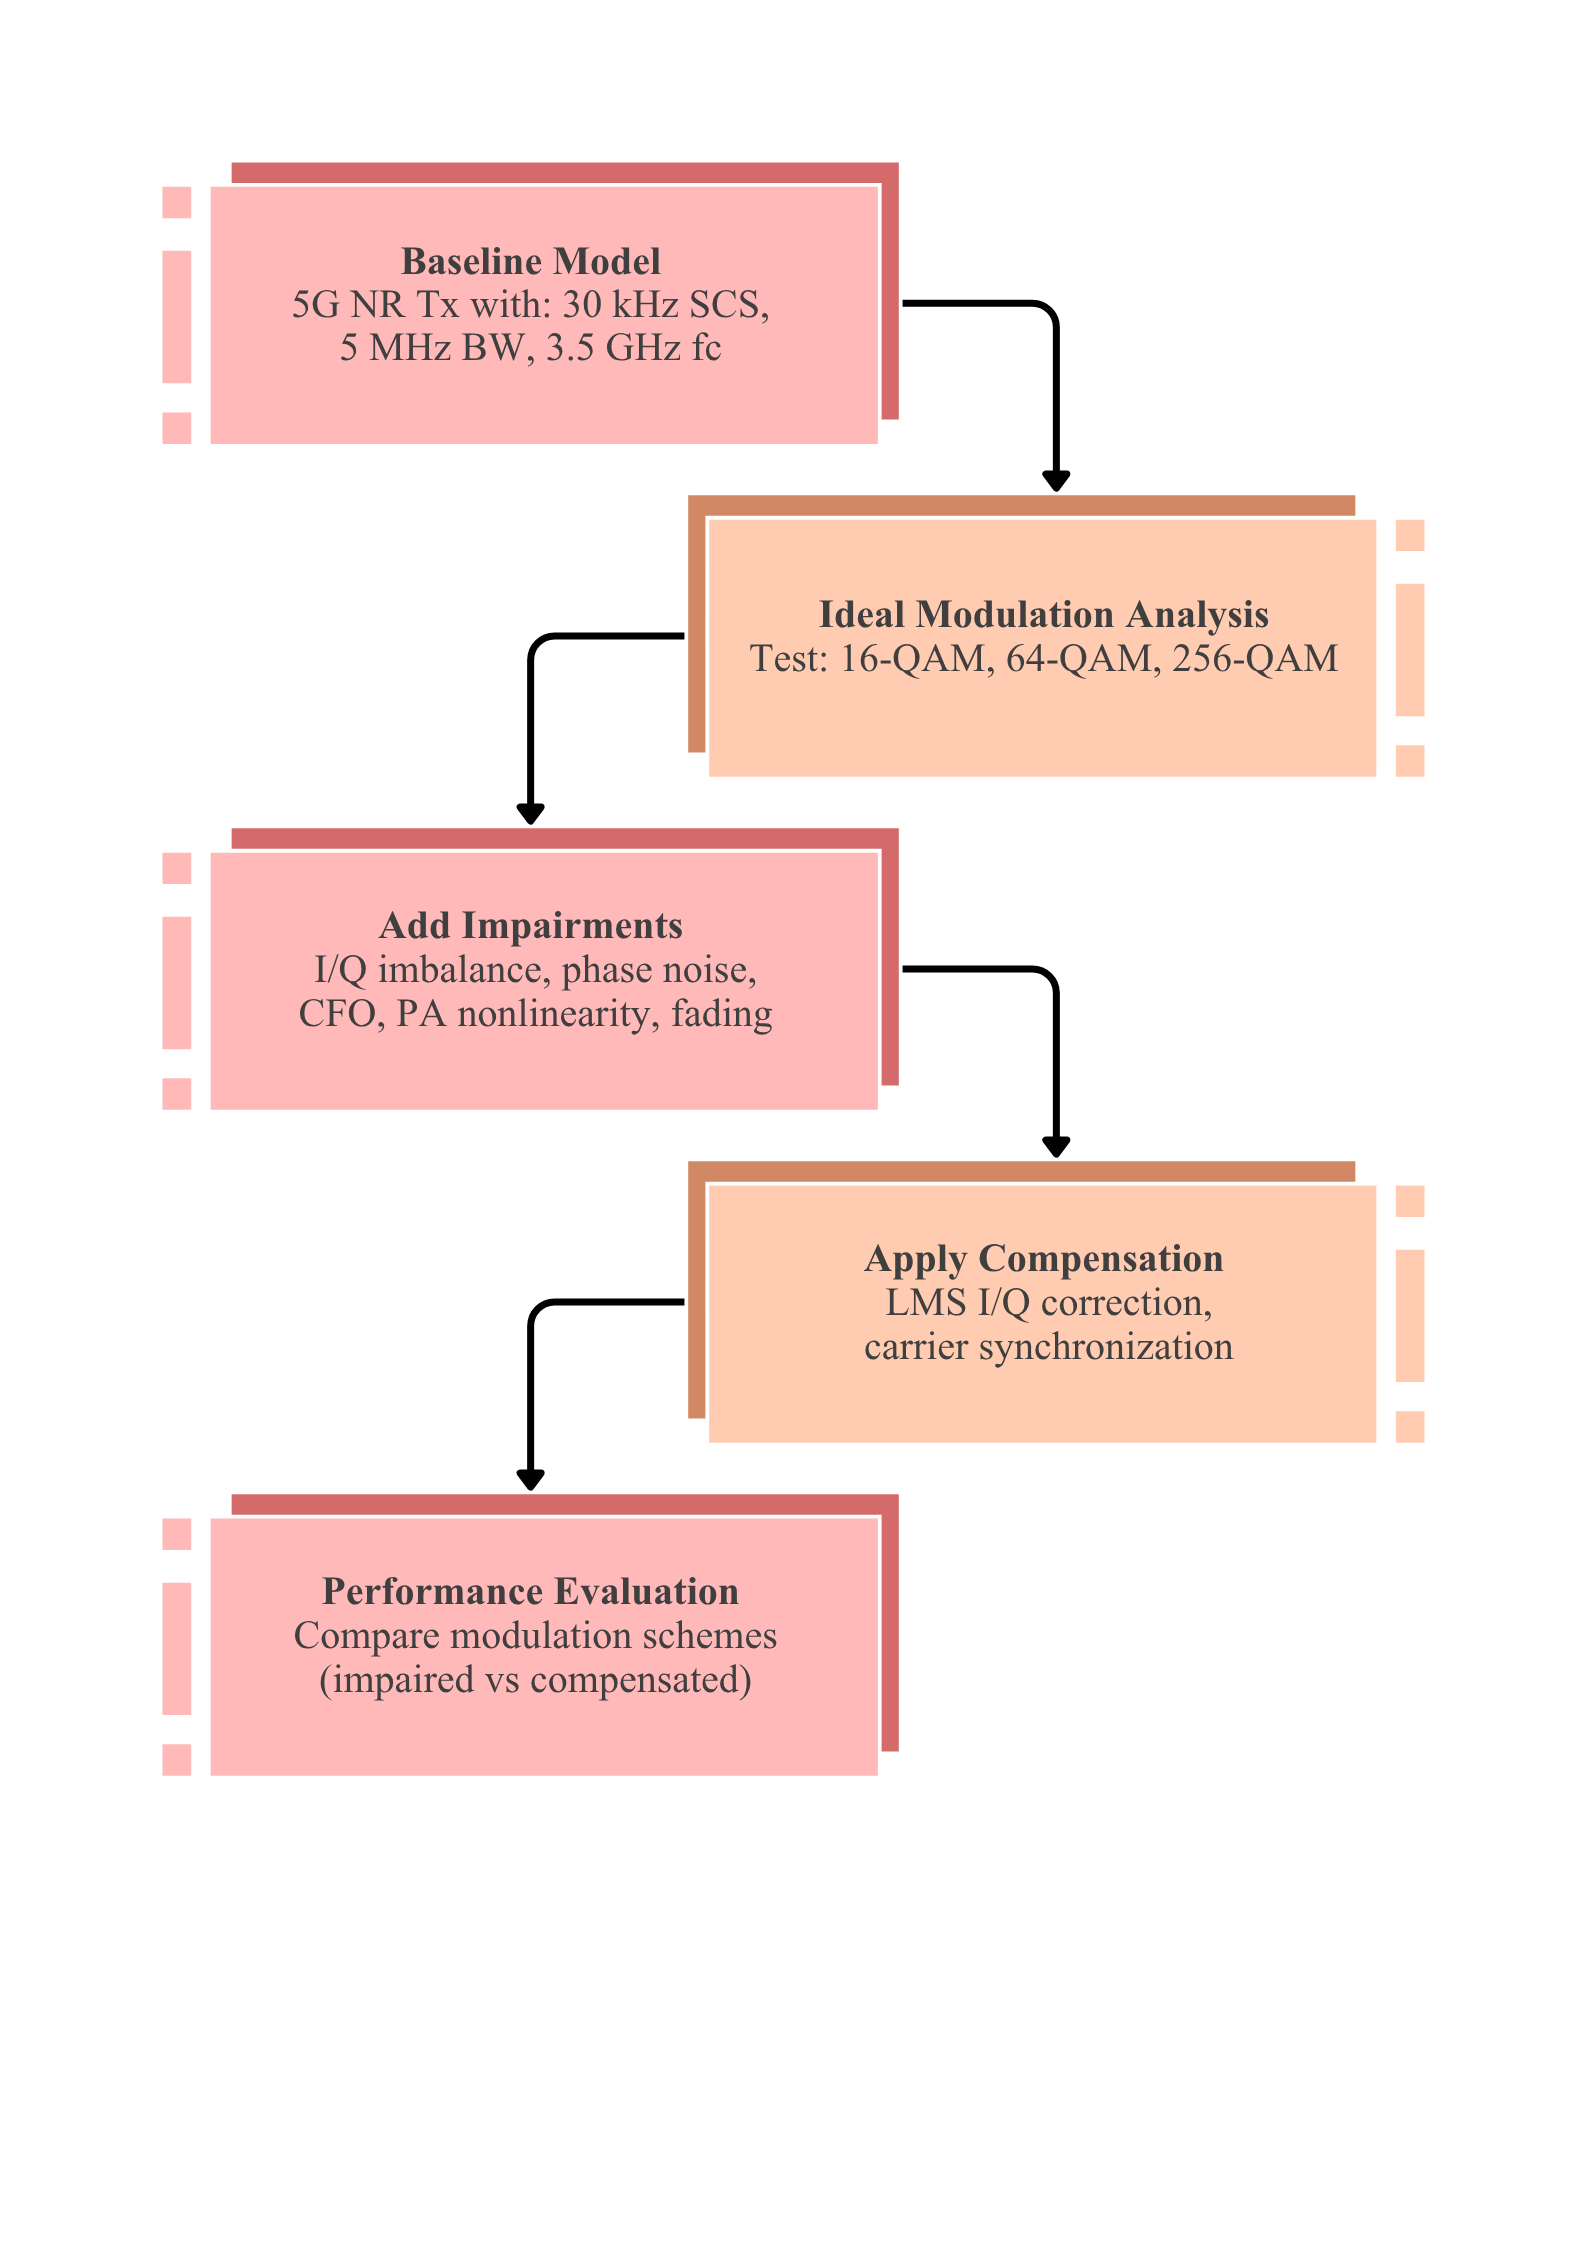 Baseline Model
5G NR Tx with: 30 kHz SCS,
5 MHz BW, 3.5 GHz fc
Ideal Modulation Analysis
Test: 16-QAM, 64-QAM, 256-QAM
Add Impairments
I/Q imbalance, phase noise,
CFO, PA nonlinearity, fading
Apply Compensation
LMS I/Q correction,
carrier synchronization
Performance Evaluation
Compare modulation schemes
(impaired vs compensated)